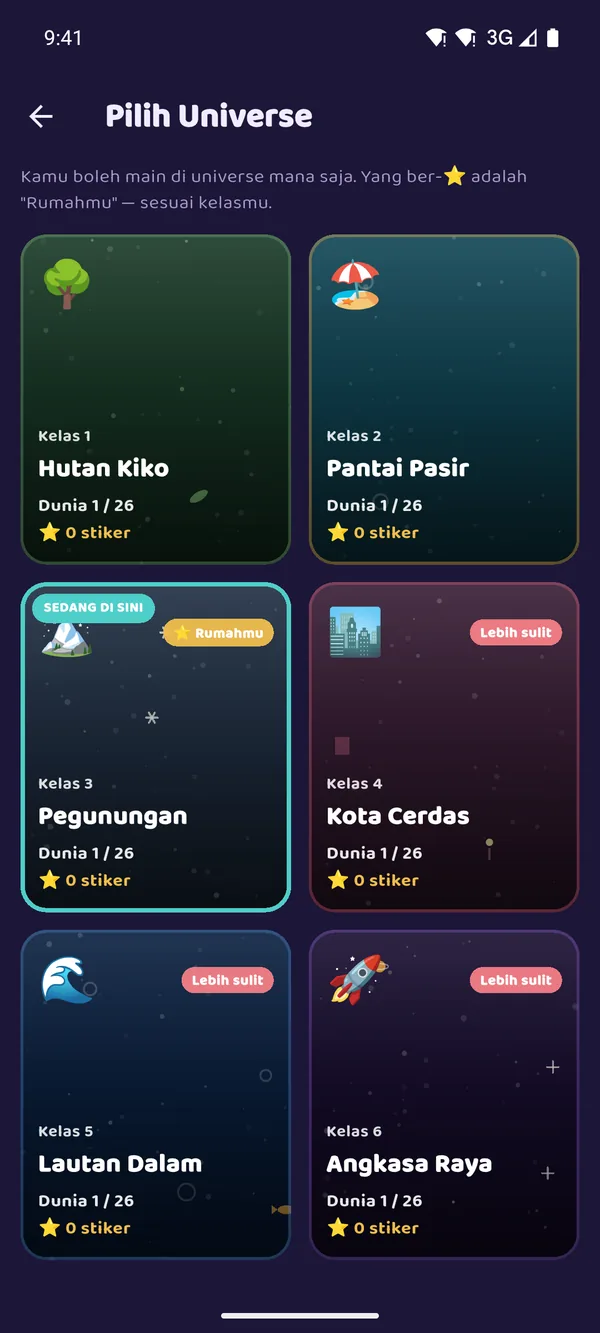 9:41
3G
Pilih Universe
Kamu boleh main di universe mana saja. Yang ber-⭐ adalah
"Rumahmu" — sesuai kelasmu.
Kelas 1
Hutan Kiko
Dunia 1 / 26
⭐ 0 stiker
Kelas 2
Pantai Pasir
Dunia 1 / 26
⭐ 0 stiker
SEDANG DI SINI
⭐ Rumahmu
Kelas 3
Pegunungan
Dunia 1 / 26
⭐ 0 stiker
Lebih sulit
Kelas 4
Kota Cerdas
Dunia 1 / 26
⭐ 0 stiker
Lebih sulit
Kelas 5
Lautan Dalam
Dunia 1 / 26
⭐ 0 stiker
Lebih sulit
Kelas 6
Angkasa Raya
Dunia 1 / 26
⭐ 0 stiker